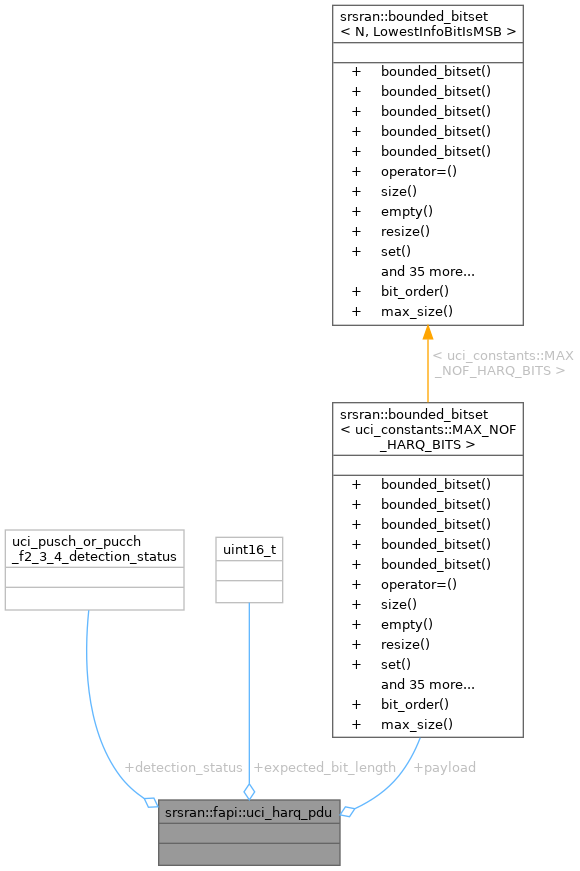 srsran::bounded_bitset
< N, LowestInfoBitIsMSB >
+ bounded_bitset()
+ bounded_bitset()
+ bounded_bitset()
+ bounded_bitset()
+ bounded_bitset()
+ operator=()
+ size()
+ empty()
+ resize()
+ set()
and 35 more...
+ bit_order()
+ max_size()
< uci_constants::MAX
_NOF_HARQ_BITS >
srsran::bounded_bitset
< uci_constants::MAX_NOF
_HARQ_BITS >
+ bounded_bitset()
+ bounded_bitset()
+ bounded_bitset()
+ bounded_bitset()
+ bounded_bitset()
+ operator=()
+ size()
+ empty()
+ resize()
+ set()
and 35 more...
+ bit_order()
+ max_size()
uci_pusch_or_pucch
_f2_3_4_detection_status
uint16_t
+detection_status
+expected_bit_length
+payload
srsran::fapi::uci_harq_pdu